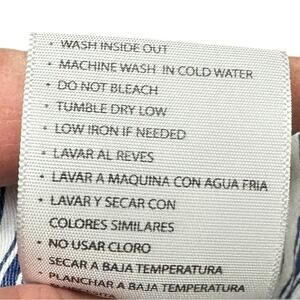 • WASH INSIDE OUT
• MACHINE WASH IN COLD WATER
• DO NOT BLEACH
• TUMBLE DRY LOW
• LOW IRON IF NEEDED
• LAVAR AL REVES
• LAVAR A MAQUINA CON AGUA FRIA
• LAVAR Y SECAR CON
COLORES SIMILARES
• NO USAR CLORO
• SECAR A BAJA TEMPERATURA
• PLANCHAR A BAJA TEMPERATURA